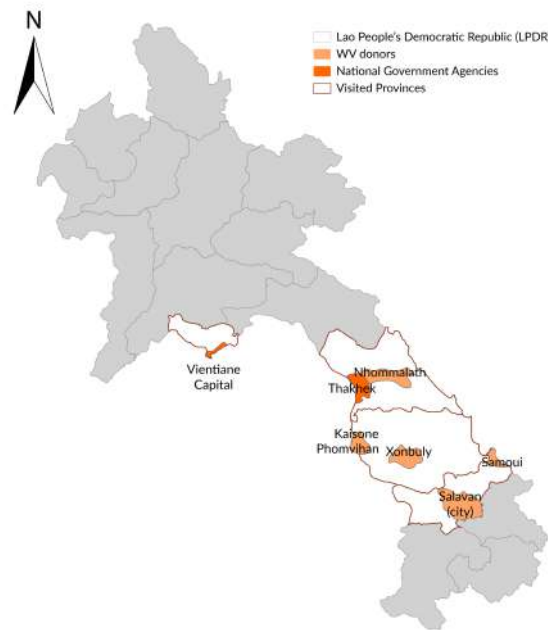 N
Lao People's Democratic Republic (LPDR)
WV donors
National Government Agencies
Visited Provinces
Vientiane
Capital
Nhommalath
Thakhek
Kaisone
Phomvihan
Xonbuly
Samoui
Salavan
(city)